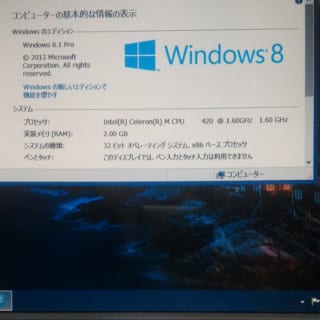 コンピューターの基本的な情報の表示
Windows のエディション
Windows 8.1 Pro
© 2013 Microsoft
Corporation. All rights
reserved.
Windows の新しいエディションで
機能を増やす
Windows 8
システム
プロセッサ: Intel(R) Celeron(R) M CPU 420 @ 1.60GHz 1.60 GHz
実装メモリ (RAM): 2.00 GB
システムの種類: 32 ビット オペレーティング システム、x86 ベース プロセッサ
ペンとタッチ: このディスプレイでは、ペン入力とタッチ入力は利用できません
コンピューター